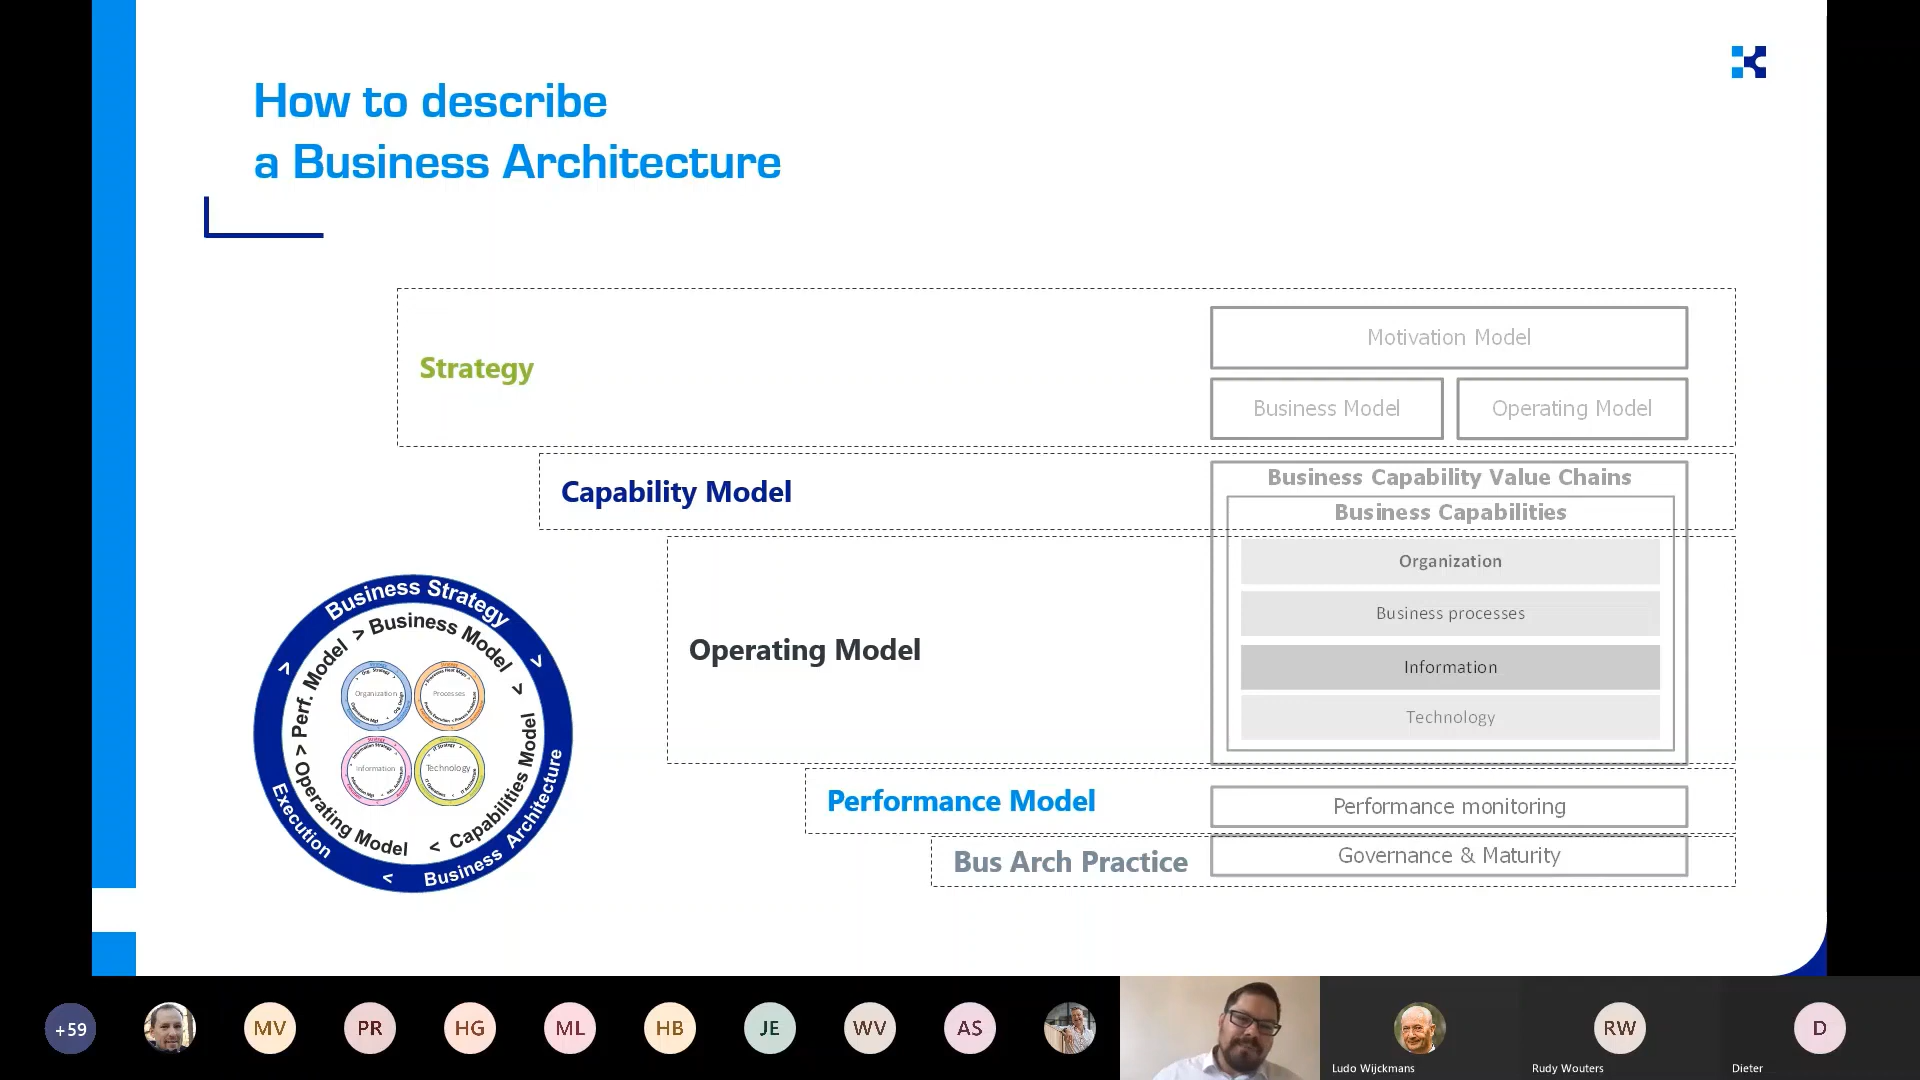 How to describe
a Business Architecture
Strategy
Motivation Model
Business Model
Operating Model
Capability Model
Business Capability Value Chains
Business Capabilities
Operating Model
Organization
Business processes
Information
Technology
Performance Model
Performance monitoring
Bus Arch Practice
Governance & Maturity
Business Strategy >
Business Architecture <
Execution >
> Business Model >
Capabilities Model <
Operating Model
OpO > Perf. Model
Organization
Processes
Information
Technology
+59
MV
PR
HG
ML
HB
JE
WV
AS
RW
D
Ludo Wijckmans
Rudy Wouters
Dieter